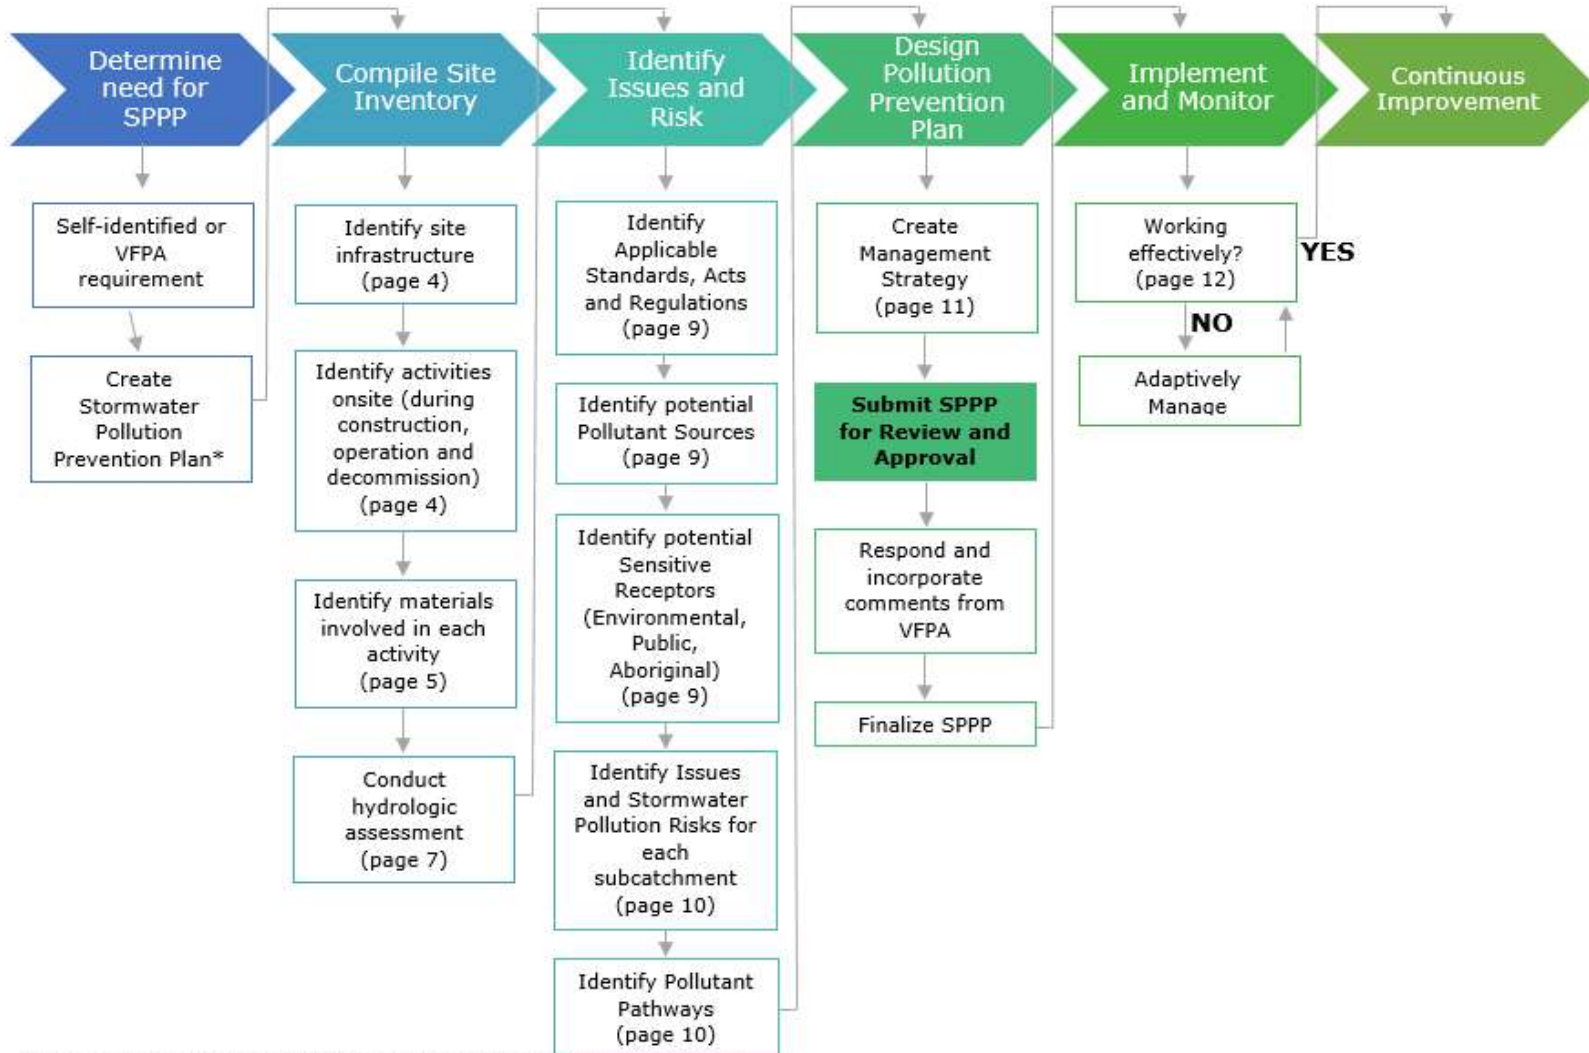 Determine
need for
SPPP
Compile Site
Inventory
Identify
Issues and
Risk
Design
Pollution
Prevention
Plan
Implement
and Monitor
Continuous
Improvement
Self-identified or
VFPA
requirement
Create
Stormwater
Pollution
Prevention Plan*
Identify site
infrastructure
(page 4)
Identify activities
onsite (during
construction,
operation and
decommission)
(page 4)
Identify materials
involved in each
activity
(page 5)
Conduct
hydrologic
assessment
(page 7)
Identify
Applicable
Standards, Acts
and Regulations
(page 9)
Identify potential
Pollutant Sources
(page 9)
Identify potential
Sensitive
Receptors
(Environmental,
Public,
Aboriginal)
(page 9)
Identify Issues
and Stormwater
Pollution Risks for
each
subcatchment
(page 10)
Identify Pollutant
Pathways
(page 10)
Create
Management
Strategy
(page 11)
Submit SPPP
for Review and
Approval
Respond and
incorporate
comments from
VFPA
Finalize SPPP
Working
effectively?
(page 12)
YES
NO
Adaptively
Manage